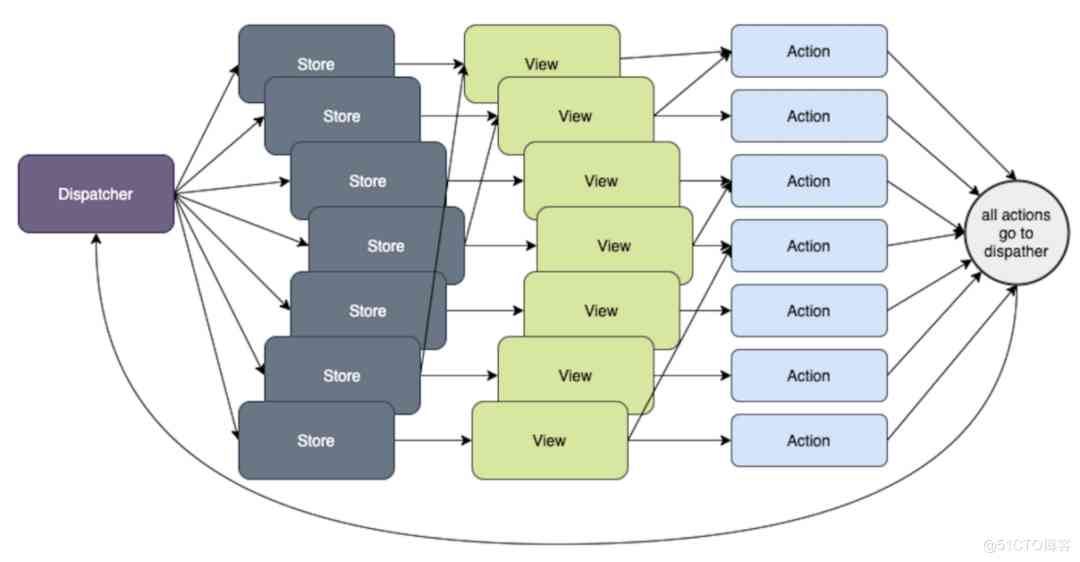 Store
View
Action
Store
View
Action
Dispatcher
Store
View
Action
all actions
go to
dispather
Store
View
Action
Store
View
Action
Store
View
Action
Store
View
Action
@51CTO博客